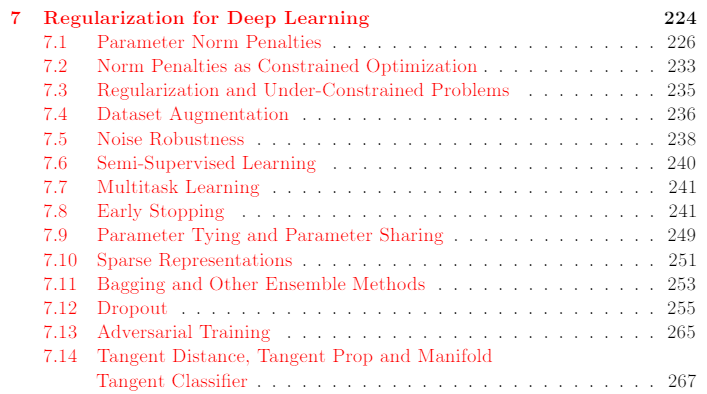 7 Regularization for Deep Learning 224
7.1 Parameter Norm Penalties . . . . . . . . . . . . . . . . . . . . . . 226
7.2 Norm Penalties as Constrained Optimization . . . . . . . . . . . . 233
7.3 Regularization and Under-Constrained Problems . . . . . . . . . 235
7.4 Dataset Augmentation . . . . . . . . . . . . . . . . . . . . . . . . 236
7.5 Noise Robustness . . . . . . . . . . . . . . . . . . . . . . . . . . . 238
7.6 Semi-Supervised Learning . . . . . . . . . . . . . . . . . . . . . . 240
7.7 Multitask Learning . . . . . . . . . . . . . . . . . . . . . . . . . . 241
7.8 Early Stopping . . . . . . . . . . . . . . . . . . . . . . . . . . . . 241
7.9 Parameter Tying and Parameter Sharing . . . . . . . . . . . . . . 249
7.10 Sparse Representations . . . . . . . . . . . . . . . . . . . . . . . . 251
7.11 Bagging and Other Ensemble Methods . . . . . . . . . . . . . . . 253
7.12 Dropout . . . . . . . . . . . . . . . . . . . . . . . . . . . . . . . . 255
7.13 Adversarial Training . . . . . . . . . . . . . . . . . . . . . . . . . 265
7.14 Tangent Distance, Tangent Prop and Manifold
Tangent Classifier . . . . . . . . . . . . . . . . . . . . . . . . . . . 267